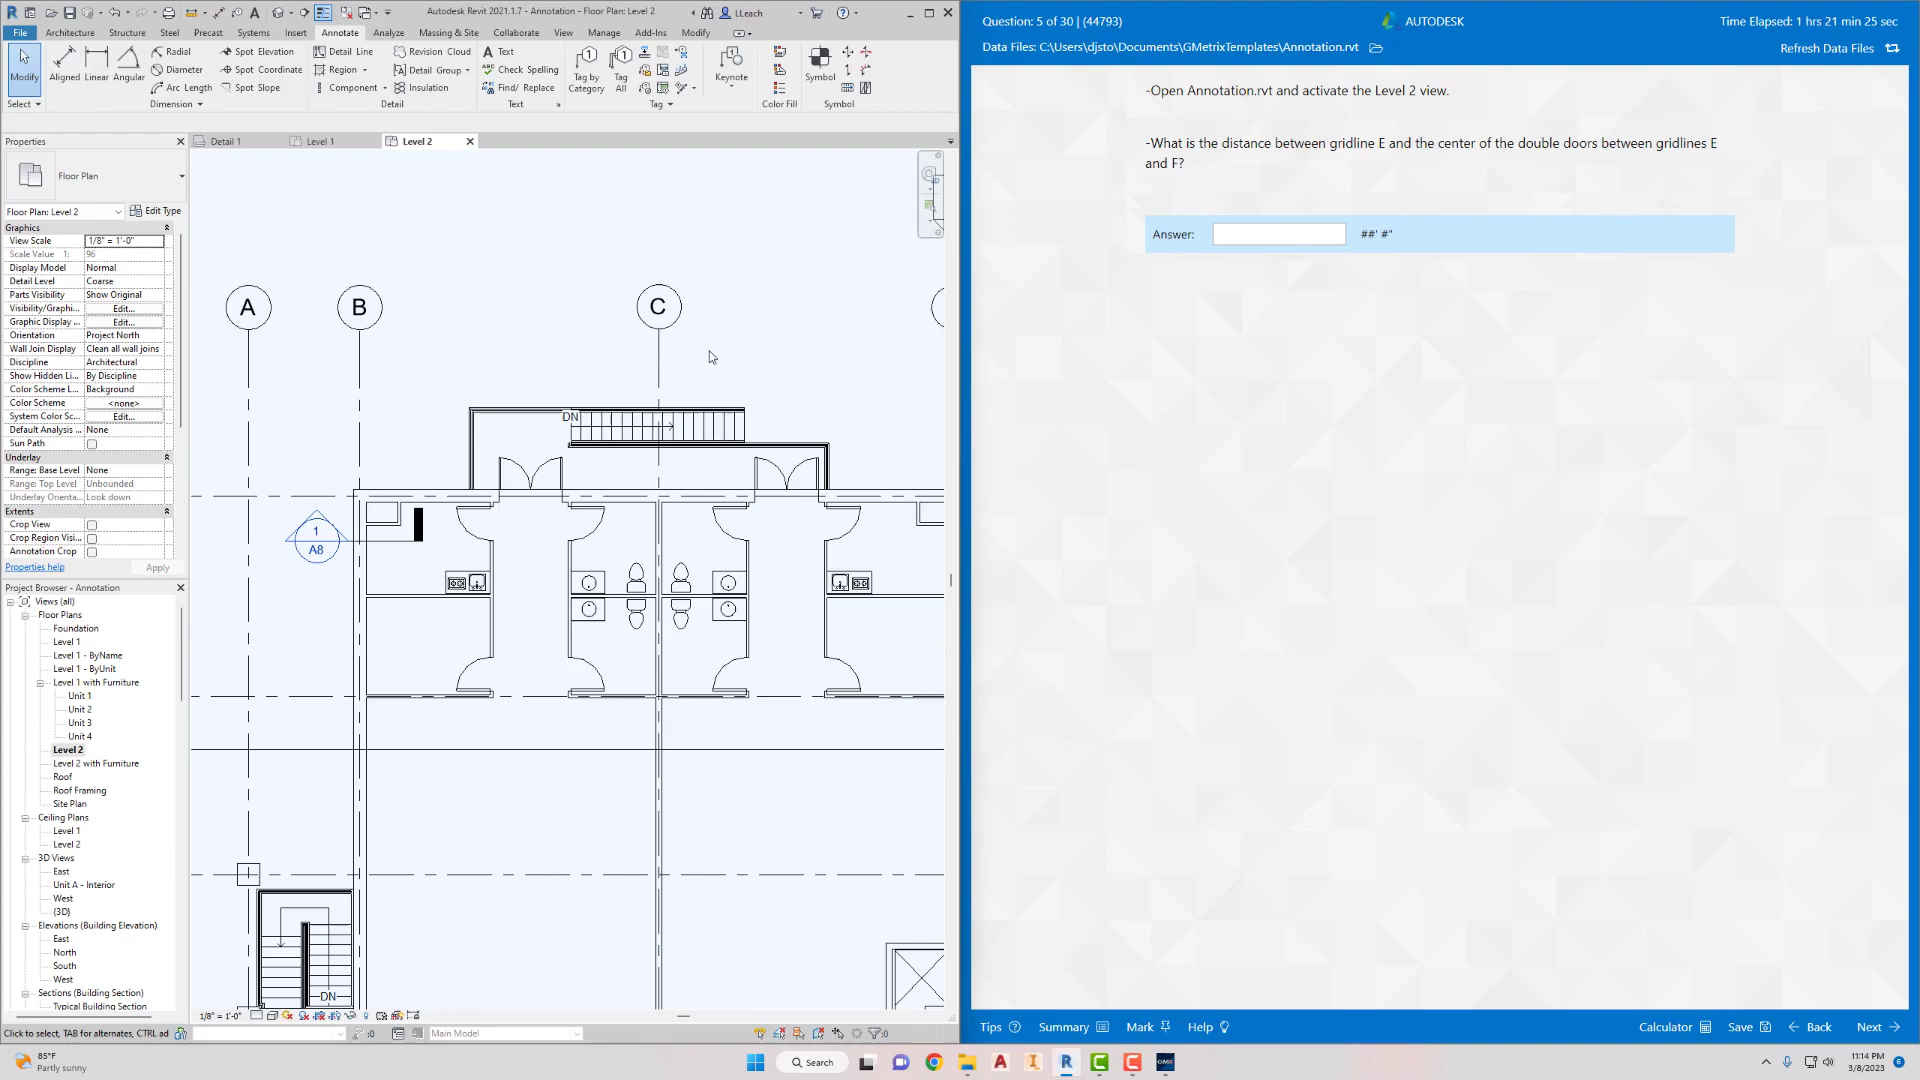 Autodesk Revit 2021.1.7 - Annotation - Floor Plan: Level 2
LLeach
File Architecture Structure Steel Precast Systems Insert Annotate Analyze Massing & Site Collaborate View Manage Add-Ins Modify
Modify
Select
Aligned Linear Angular
Radial
Diameter
Arc Length
Spot Elevation
Spot Coordinate
Spot Slope
Dimension
Detail Line
Region
Component
Revision Cloud
Detail Group
Insulation
Detail
Text
Check Spelling
Find/ Replace
Text
Tag by Category
Tag All
Tag
Keynote
Color Fill
Symbol
Symbol
Properties
Detail 1
Level 1
Level 2
Floor Plan
Floor Plan: Level 2
Edit Type
Graphics
View Scale 1/8" = 1'-0"
Scale Value 1: 96
Display Model Normal
Detail Level Coarse
Parts Visibility Show Original
Visibility/Graphi... Edit...
Graphic Display ... Edit...
Orientation Project North
Wall Join Display Clean all wall joins
Discipline Architectural
Show Hidden Li... By Discipline
Color Scheme L... Background
Color Scheme <none>
System Color Sc... Edit...
Default Analysis ... None
Sun Path
Underlay
Range: Base Level None
Range: Top Level Unbounded
Underlay Orienta... Look down
Extents
Crop View
Crop Region Visi...
Annotation Crop
Properties help
Apply
Project Browser - Annotation
Views (all)
Floor Plans
Foundation
Level 1
Level 1 - ByName
Level 1 - ByUnit
Level 1 with Furniture
Unit 1
Unit 2
Unit 3
Unit 4
Level 2
Level 2 with Furniture
Roof
Roof Framing
Site Plan
Ceiling Plans
Level 1
Level 2
3D Views
East
Unit A - Interior
West
{3D}
Elevations (Building Elevation)
East
North
South
West
Sections (Building Section)
Typical Building Section
A
B
C
DN
1
A8
DN
1/8" = 1'-0"
Click to select, TAB for alternates, CTRL ad
:0
Main Model
:0
Question: 5 of 30 | (44793)
AUTODESK
Time Elapsed: 1 hrs 21 min 25 sec
Data Files: C:\Users\djsto\Documents\GMetrixTemplates\Annotation.rvt
Refresh Data Files
-Open Annotation.rvt and activate the Level 2 view.
-What is the distance between gridline E and the center of the double doors between gridlines E
and F?
Answer:
##' #"
Tips
Summary
Mark
Help
Calculator
Save
Back
Next
85°F
Partly sunny
Search
11:14 PM
3/8/2023
6